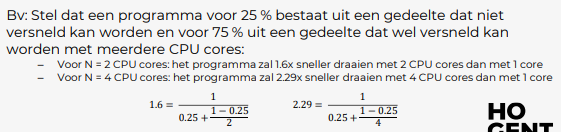 Bv: Stel dat een programma voor 25 % bestaat uit een gedeelte dat niet
versneld kan worden en voor 75 % uit een gedeelte dat wel versneld kan
worden met meerdere CPU cores:
– Voor N = 2 CPU cores: het programma zal 1.6x sneller draaien met 2 CPU cores dan met 1 core
– Voor N = 4 CPU cores: het programma zal 2.29x sneller draaien met 4 CPU cores dan met 1 core
1.6 = 1 / (0.25 + (1 – 0.25) / 2)
2.29 = 1 / (0.25 + (1 – 0.25) / 4)
HO
GENT